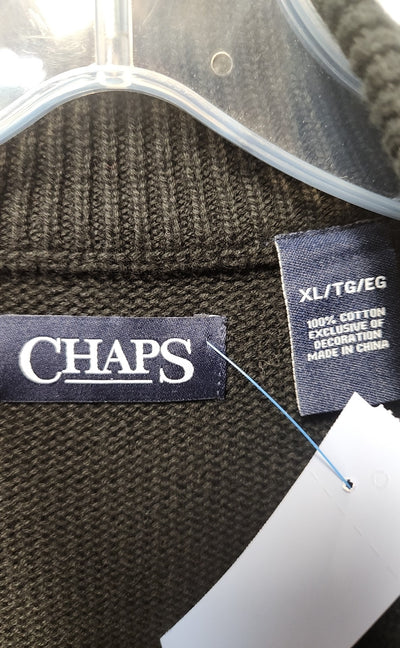 CHAPS
XL/TG/EG
100% COTTON
EXCLUSIVE OF
DECORATION
MADE IN CHINA